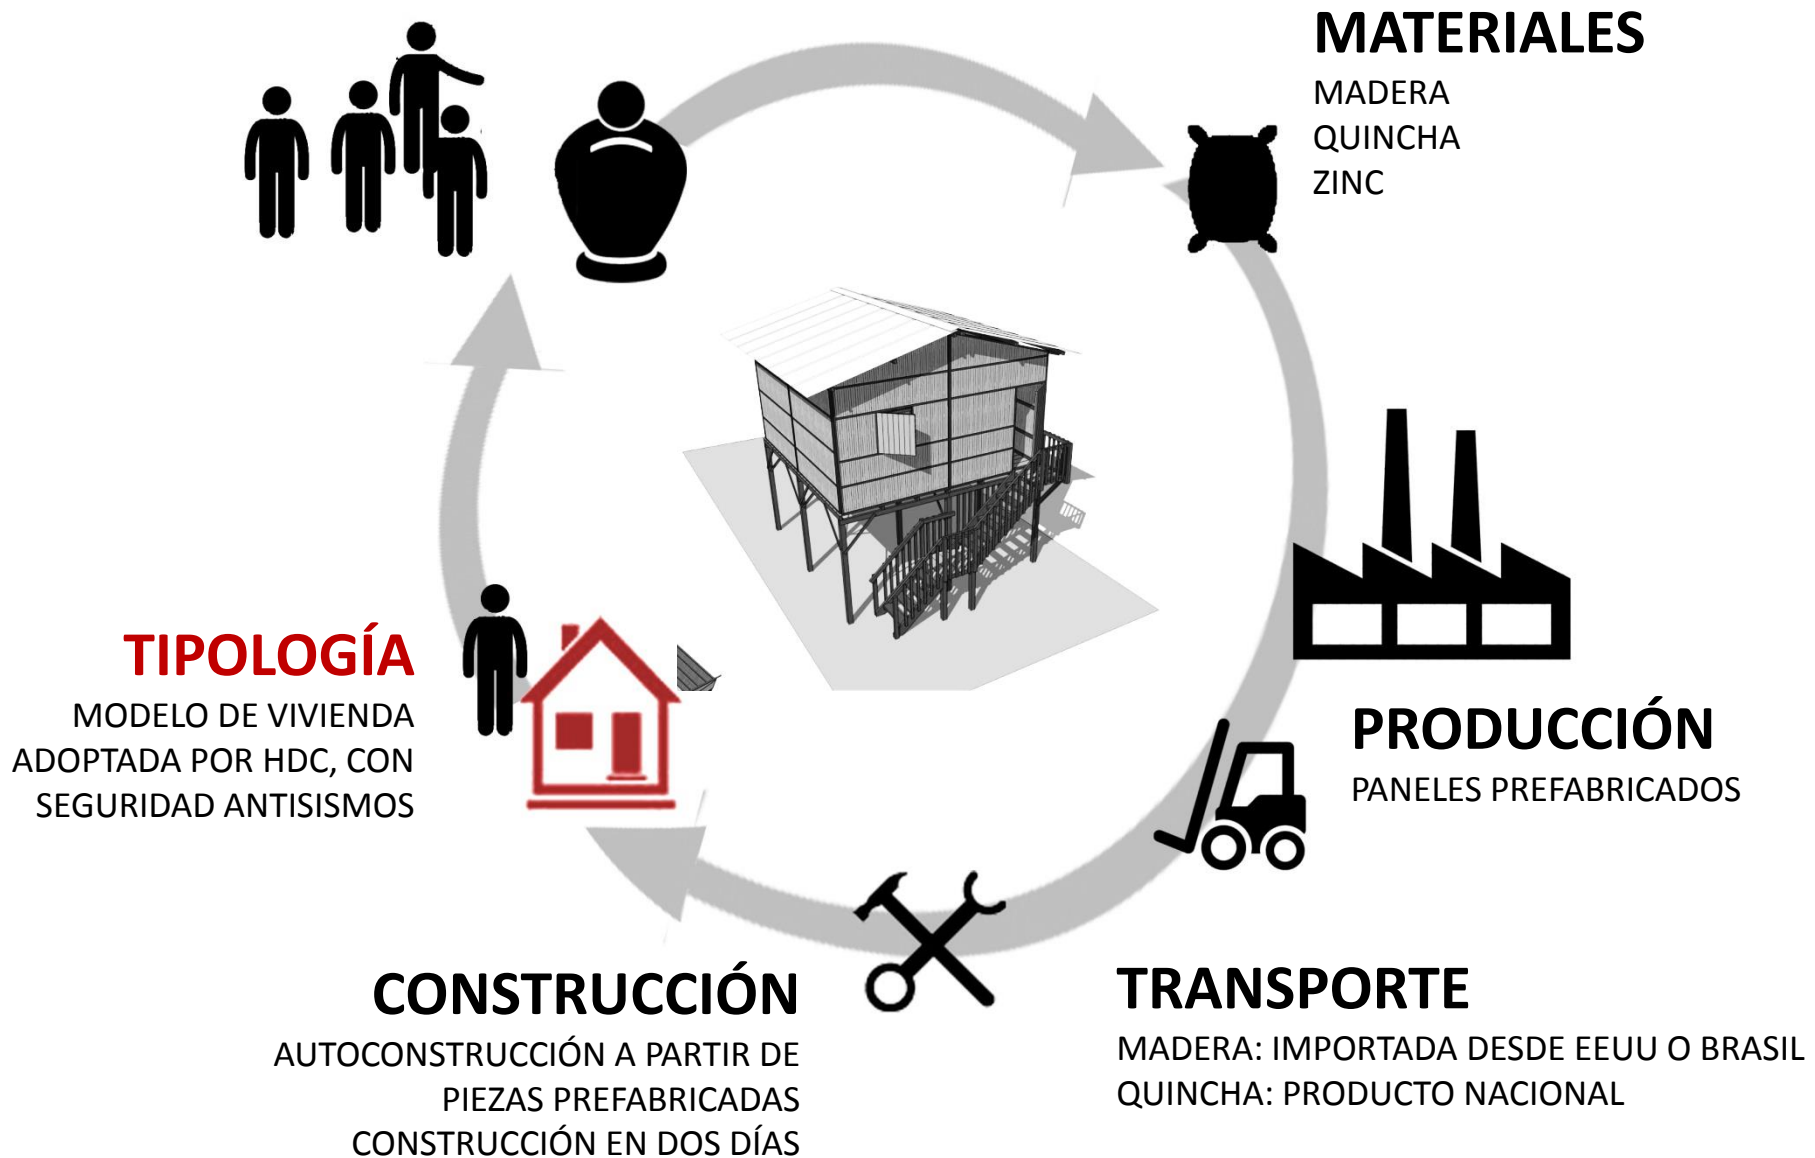 MATERIALES
MADERA
QUINCHA
ZINC
PRODUCCIÓN
PANELES PREFABRICADOS
TRANSPORTE
MADERA: IMPORTADA DESDE EEUU O BRASIL
QUINCHA: PRODUCTO NACIONAL
CONSTRUCCIÓN
AUTOCONSTRUCCIÓN A PARTIR DE
PIEZAS PREFABRICADAS
CONSTRUCCIÓN EN DOS DÍAS
TIPOLOGÍA
MODELO DE VIVIENDA
ADOPTADA POR HDC, CON
SEGURIDAD ANTISISMOS